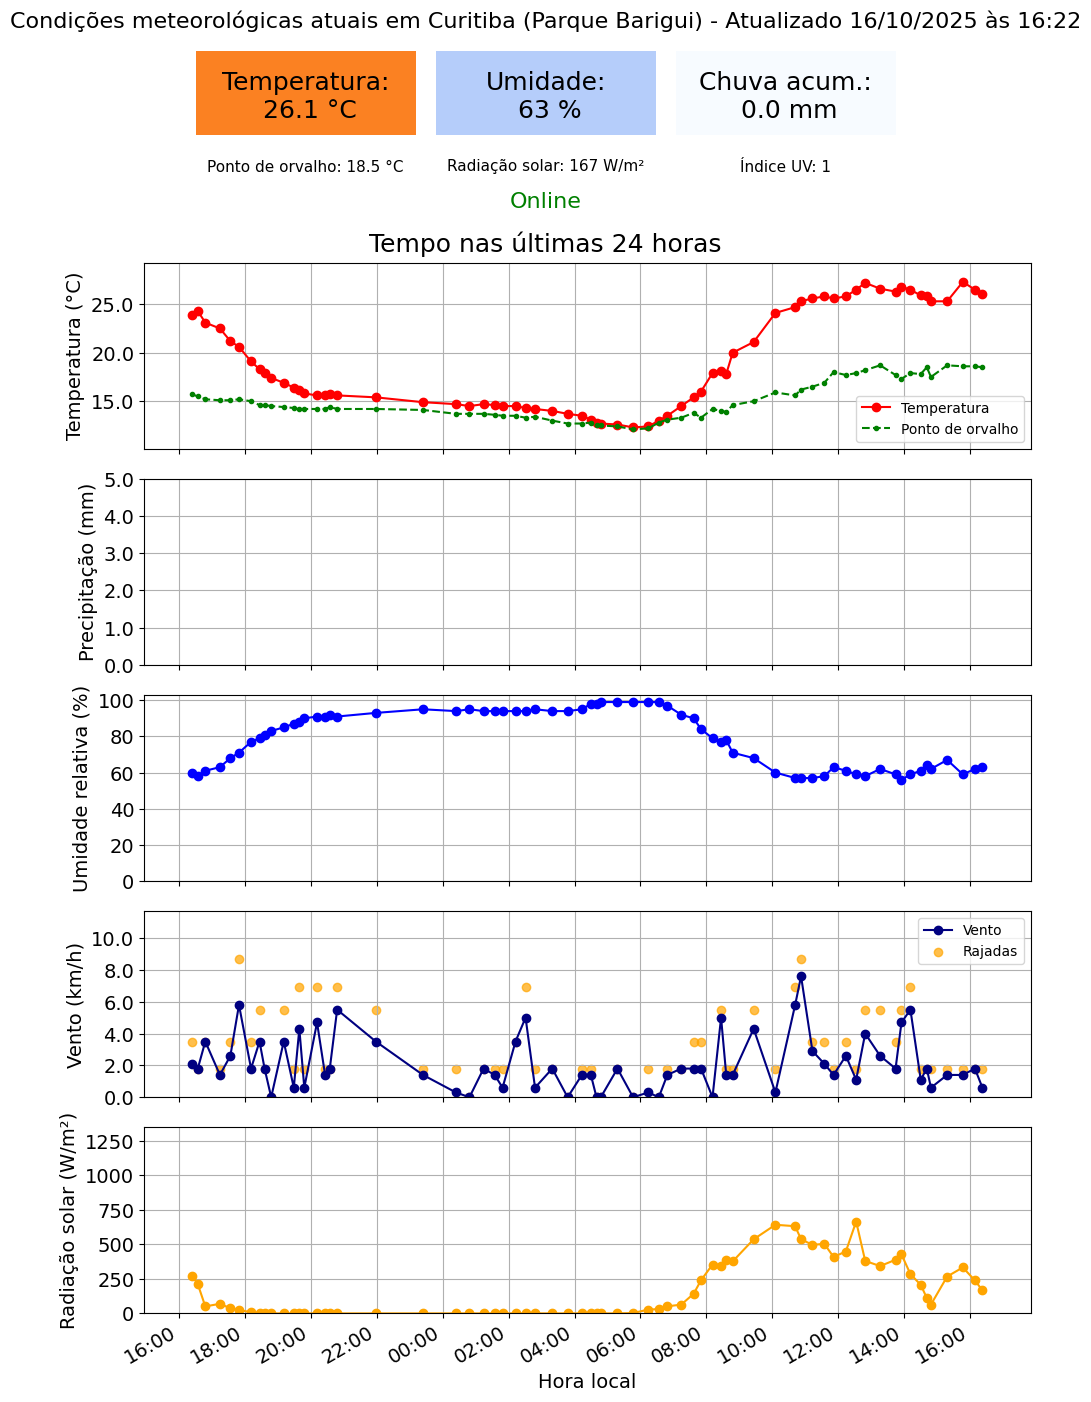 Condições meteorológicas atuais em Curitiba (Parque Barigui) - Atualizado 16/10/2025 às 16:22
Temperatura:
26.1 °C
Umidade:
63 %
Chuva acum.:
0.0 mm
Ponto de orvalho: 18.5 °C
Radiação solar: 167 W/m²
Índice UV: 1
Online
Tempo nas últimas 24 horas
Temperatura (°C)
25.0
20.0
15.0
Temperatura
Ponto de orvalho
Precipitação (mm)
5.0
4.0
3.0
2.0
1.0
0.0
Umidade relativa (%)
100
80
60
40
20
0
Vento (km/h)
10.0
8.0
6.0
4.0
2.0
0.0
Vento
Rajadas
Radiação solar (W/m²)
1250
1000
750
500
250
0
16:00
18:00
20:00
22:00
00:00
02:00
04:00
06:00
08:00
10:00
12:00
14:00
16:00
Hora local